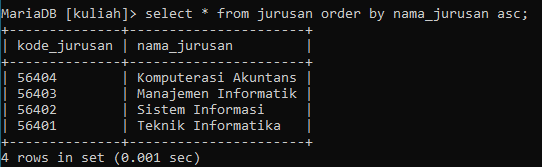 MariaDB [kuliah]> select * from jurusan order by nama_jurusan asc;
+--------------+----------------------+
| kode_jurusan | nama_jurusan         |
+--------------+----------------------+
| 56404        | Komputerasi Akuntans |
| 56403        | Manajemen Informatik |
| 56402        | Sistem Informasi     |
| 56401        | Teknik Informatika   |
+--------------+----------------------+
4 rows in set (0.001 sec)